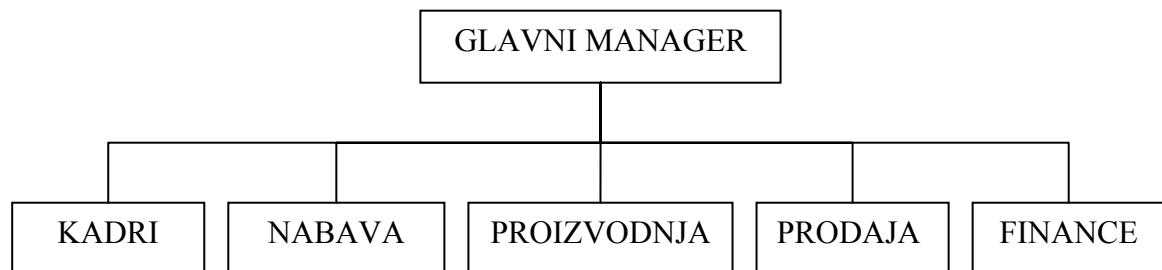 GLAVNI MANAGER
KADRI
NABAVA
PROIZVODNJA
PRODAJA
FINANCE